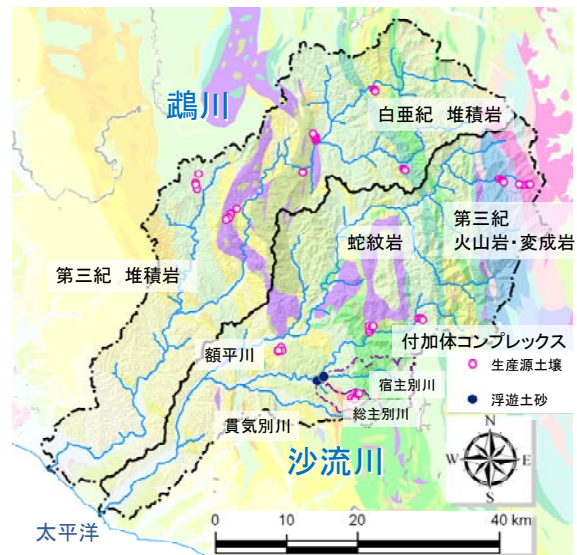 鵡川
白亜紀 堆積岩
第三紀
火山岩・変成岩
蛇紋岩
第三紀 堆積岩
付加体コンプレックス
額平川
生産源土壌
宿主別川
浮遊土砂
総主別川
貫気別川
沙流川
N
W
E
S
太平洋
0
10
20
40 km